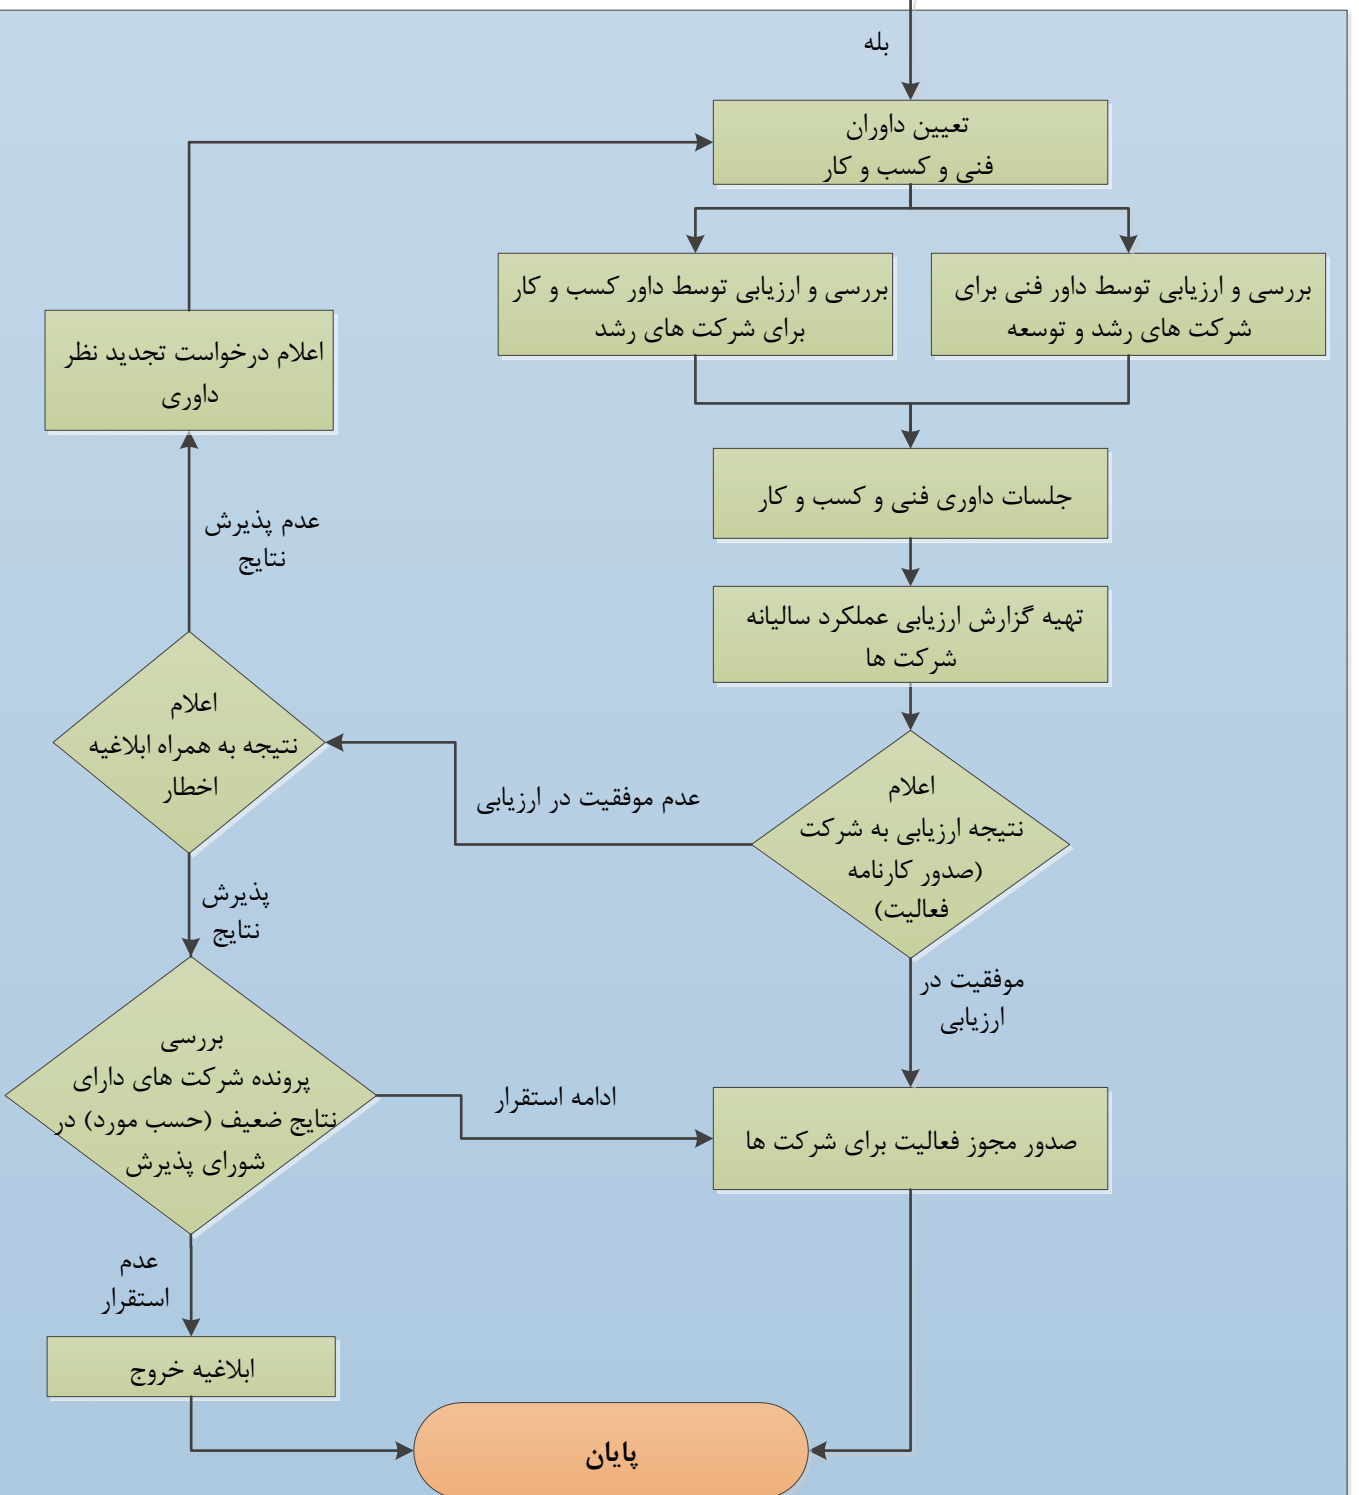 بله
تعیین داوران
فنی و کسب و کار
بررسی و ارزیابی توسط داور فنی برای
شرکت های رشد و توسعه
بررسی و ارزیابی توسط داور کسب و کار
برای شرکت های رشد
اعلام درخواست تجدید نظر
داوری
جلسات داوری فنی و کسب و کار
عدم پذیرش
نتایج
تهیه گزارش ارزیابی عملکرد سالیانه
شرکت ها
اعلام
نتیجه به همراه ابلاغیه
اخطار
عدم موفقیت در ارزیابی
اعلام
نتیجه ارزیابی به شرکت
(صدور کارنامه
فعالیت)
پذیرش
نتایج
موفقیت در
ارزیابی
بررسی
پرونده شرکت های دارای
نتایج ضعیف (حسب مورد) در
شورای پذیرش
ادامه استقرار
صدور مجوز فعالیت برای شرکت ها
عدم
استقرار
ابلاغیه خروج
پایان